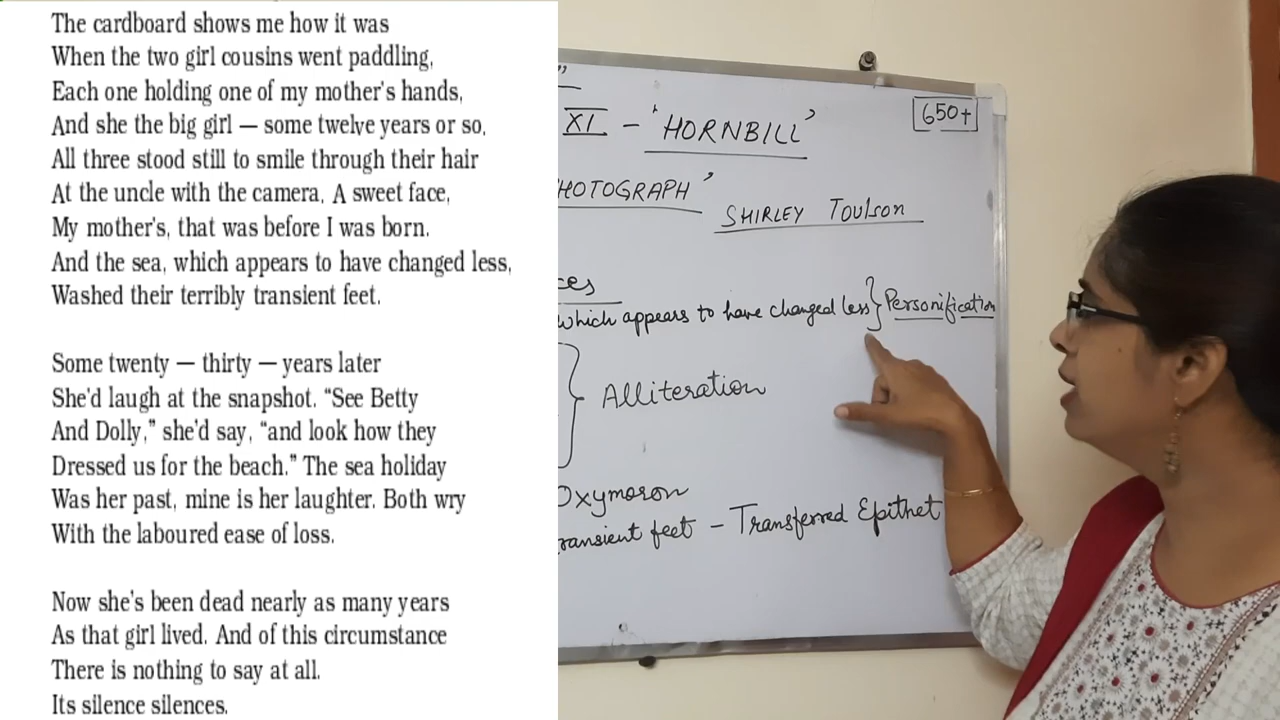 The cardboard shows me how it was
When the two girl cousins went paddling,
Each one holding one of my mother's hands,
And she the big girl — some twelve years or so.
All three stood still to smile through their hair
At the uncle with the camera. A sweet face,
My mother's, that was before I was born.
And the sea, which appears to have changed less,
Washed their terribly transient feet.
Some twenty — thirty — years later
She'd laugh at the snapshot. “See Betty
And Dolly,” she'd say, “and look how they
Dressed us for the beach.” The sea holiday
Was her past, mine is her laughter. Both wry
With the laboured ease of loss.
Now she's been dead nearly as many years
As that girl lived. And of this circumstance
There is nothing to say at all.
Its silence silences.
”
XI – ‘HORNBILL’
650+
HOTOGRAPH’
SHIRLEY Toulson
ces
which appears to have changed less } Personification
} Alliteration
Oxymoron
ransient feet – Transferred Epithet